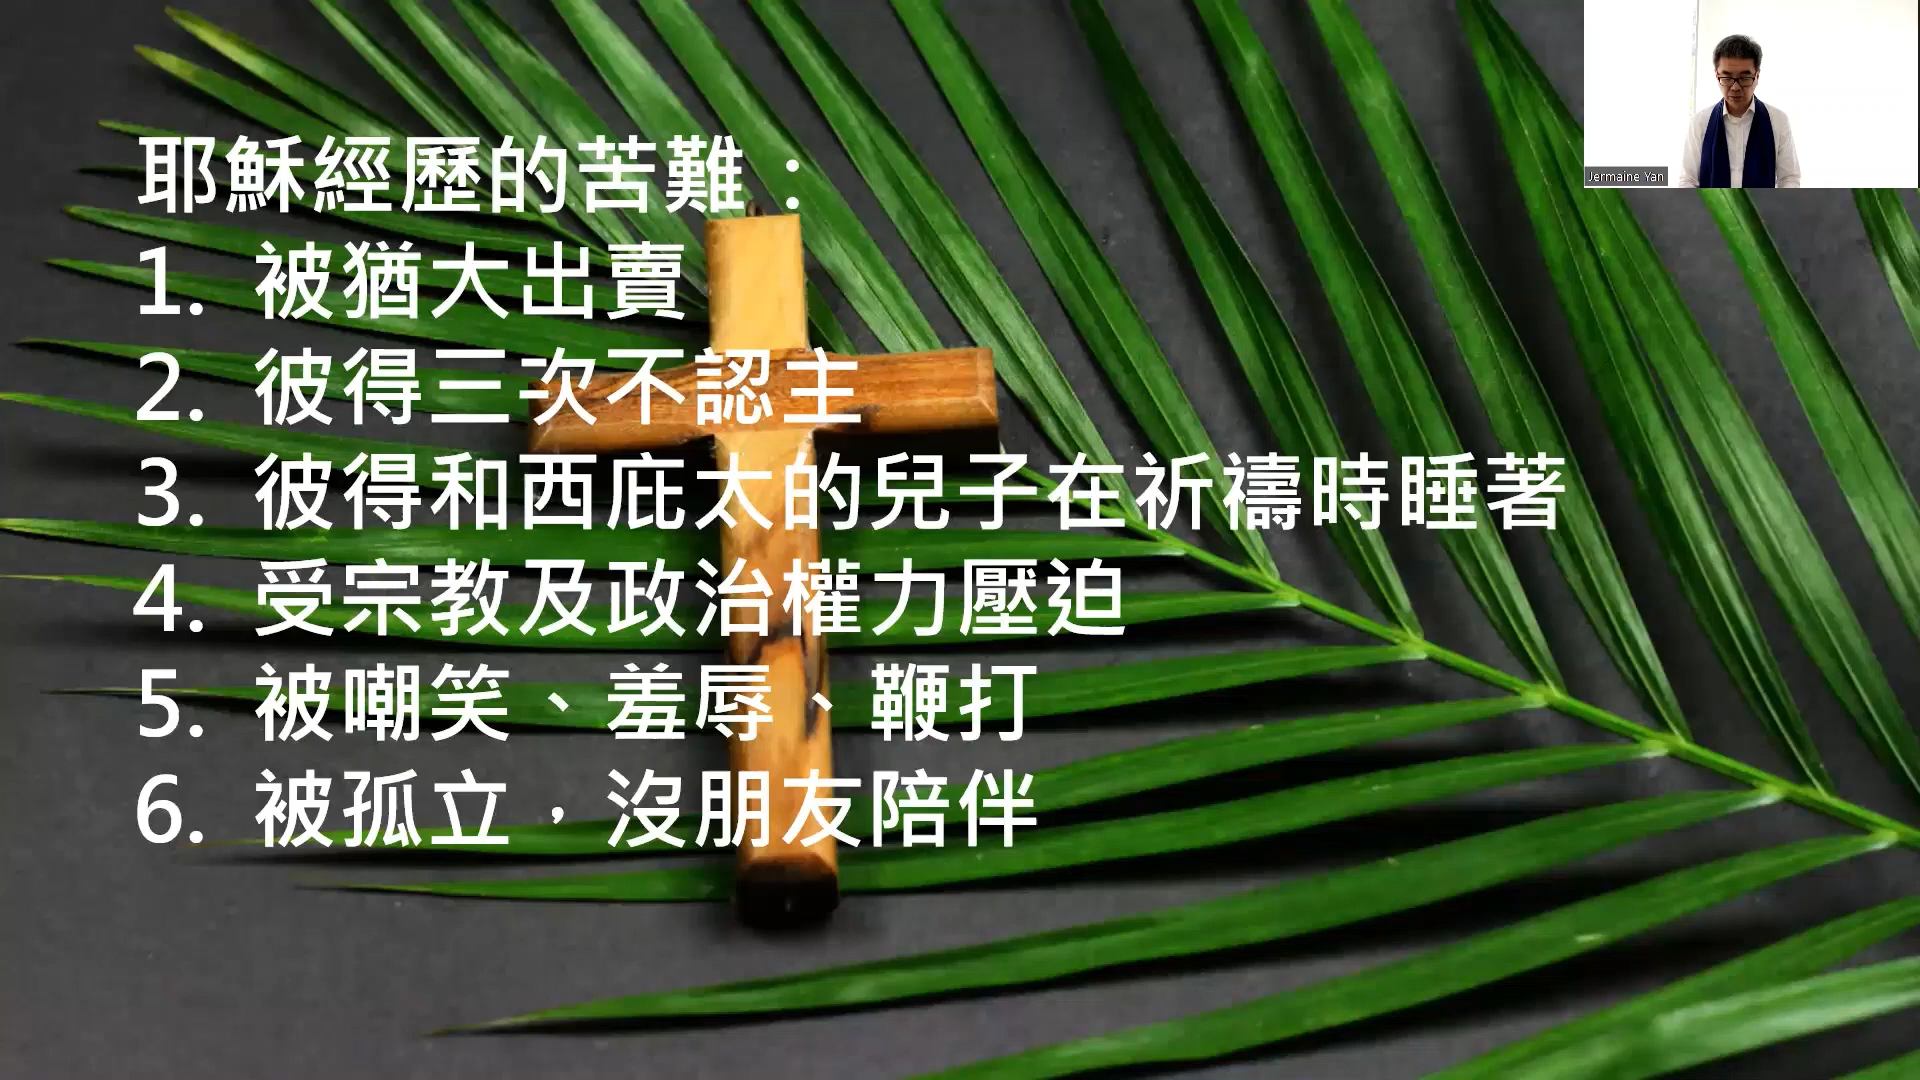 耶穌經歷的苦難：
1. 被猶大出賣
2. 彼得三次不認主
3. 彼得和西庇太的兒子在祈禱時睡著
4. 受宗教及政治權力壓迫
5. 被嘲笑、羞辱、鞭打
6. 被孤立，沒朋友陪伴
Jermaine Yan